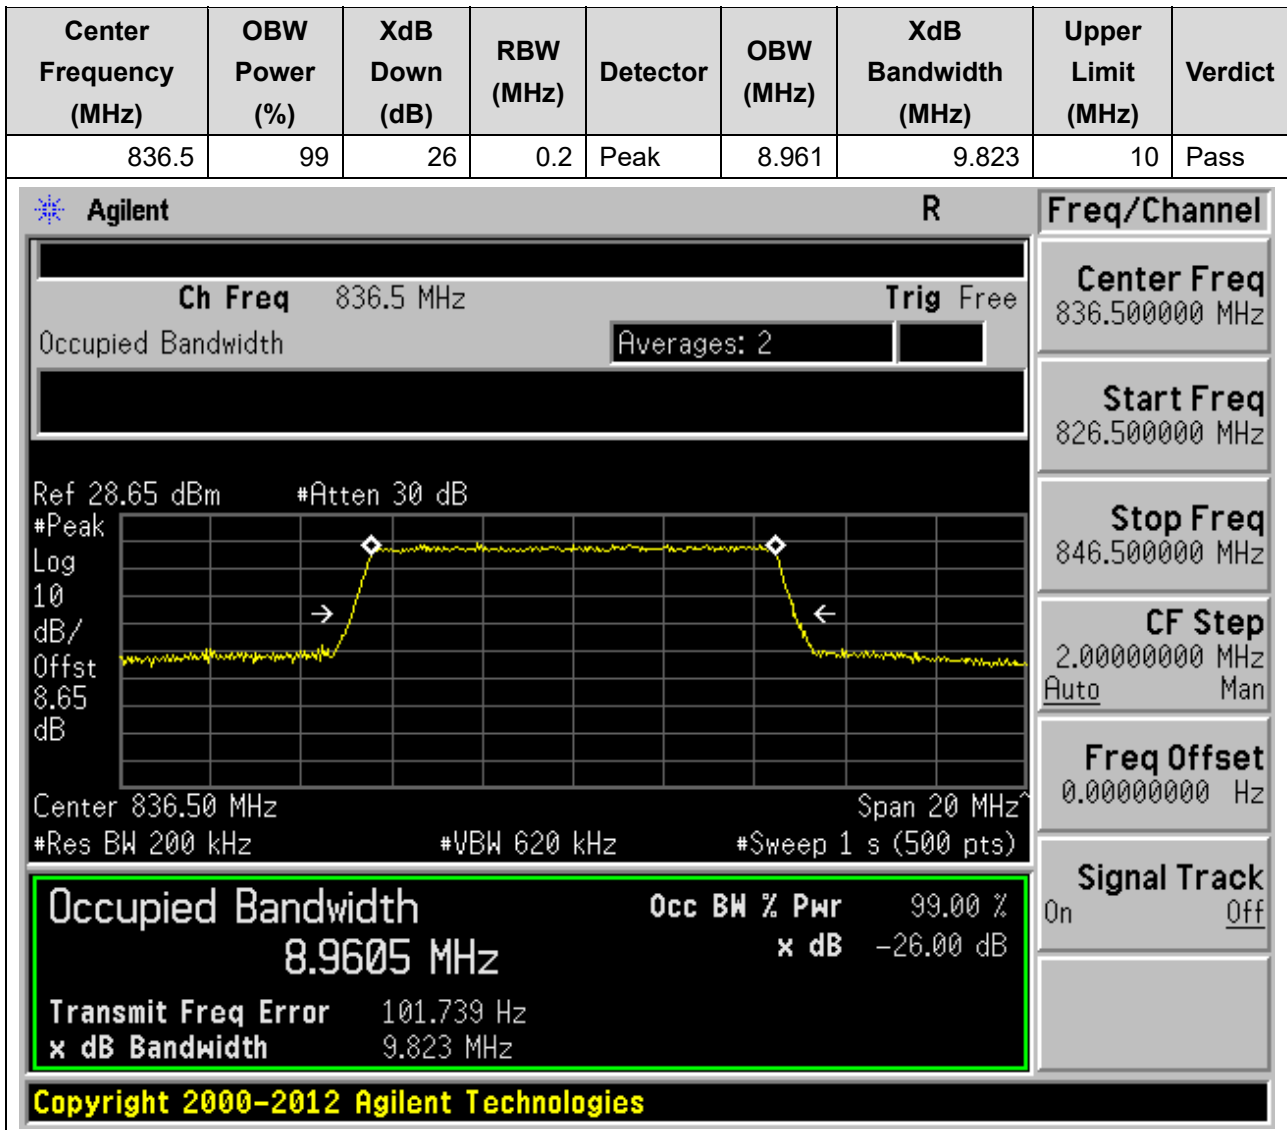 Center Frequency (MHz) OBW Power (%) XdB Down (dB) RBW (MHz) Detector OBW (MHz) XdB Bandwidth (MHz) Upper Limit (MHz) Verdict
836.5 99 26 0.2 Peak 8.961 9.823 10 Pass
Agilent R Freq/Channel
Ch Freq 836.5 MHz Trig Free
Occupied Bandwidth Averages: 2
Center Freq
836.500000 MHz
Start Freq
826.500000 MHz
Stop Freq
846.500000 MHz
CF Step
2.00000000 MHz
Auto Man
Freq Offset
0.00000000 Hz
Signal Track
On Off
Ref 28.65 dBm #Atten 30 dB
#Peak
Log
10
dB/
Offst
8.65
dB
Center 836.50 MHz Span 20 MHz^
#Res BW 200 kHz #VBW 620 kHz #Sweep 1 s (500 pts)
Occupied Bandwidth Occ BW % Pwr 99.00 %
8.9605 MHz x dB -26.00 dB
Transmit Freq Error 101.739 Hz
x dB Bandwidth 9.823 MHz
Copyright 2000-2012 Agilent Technologies